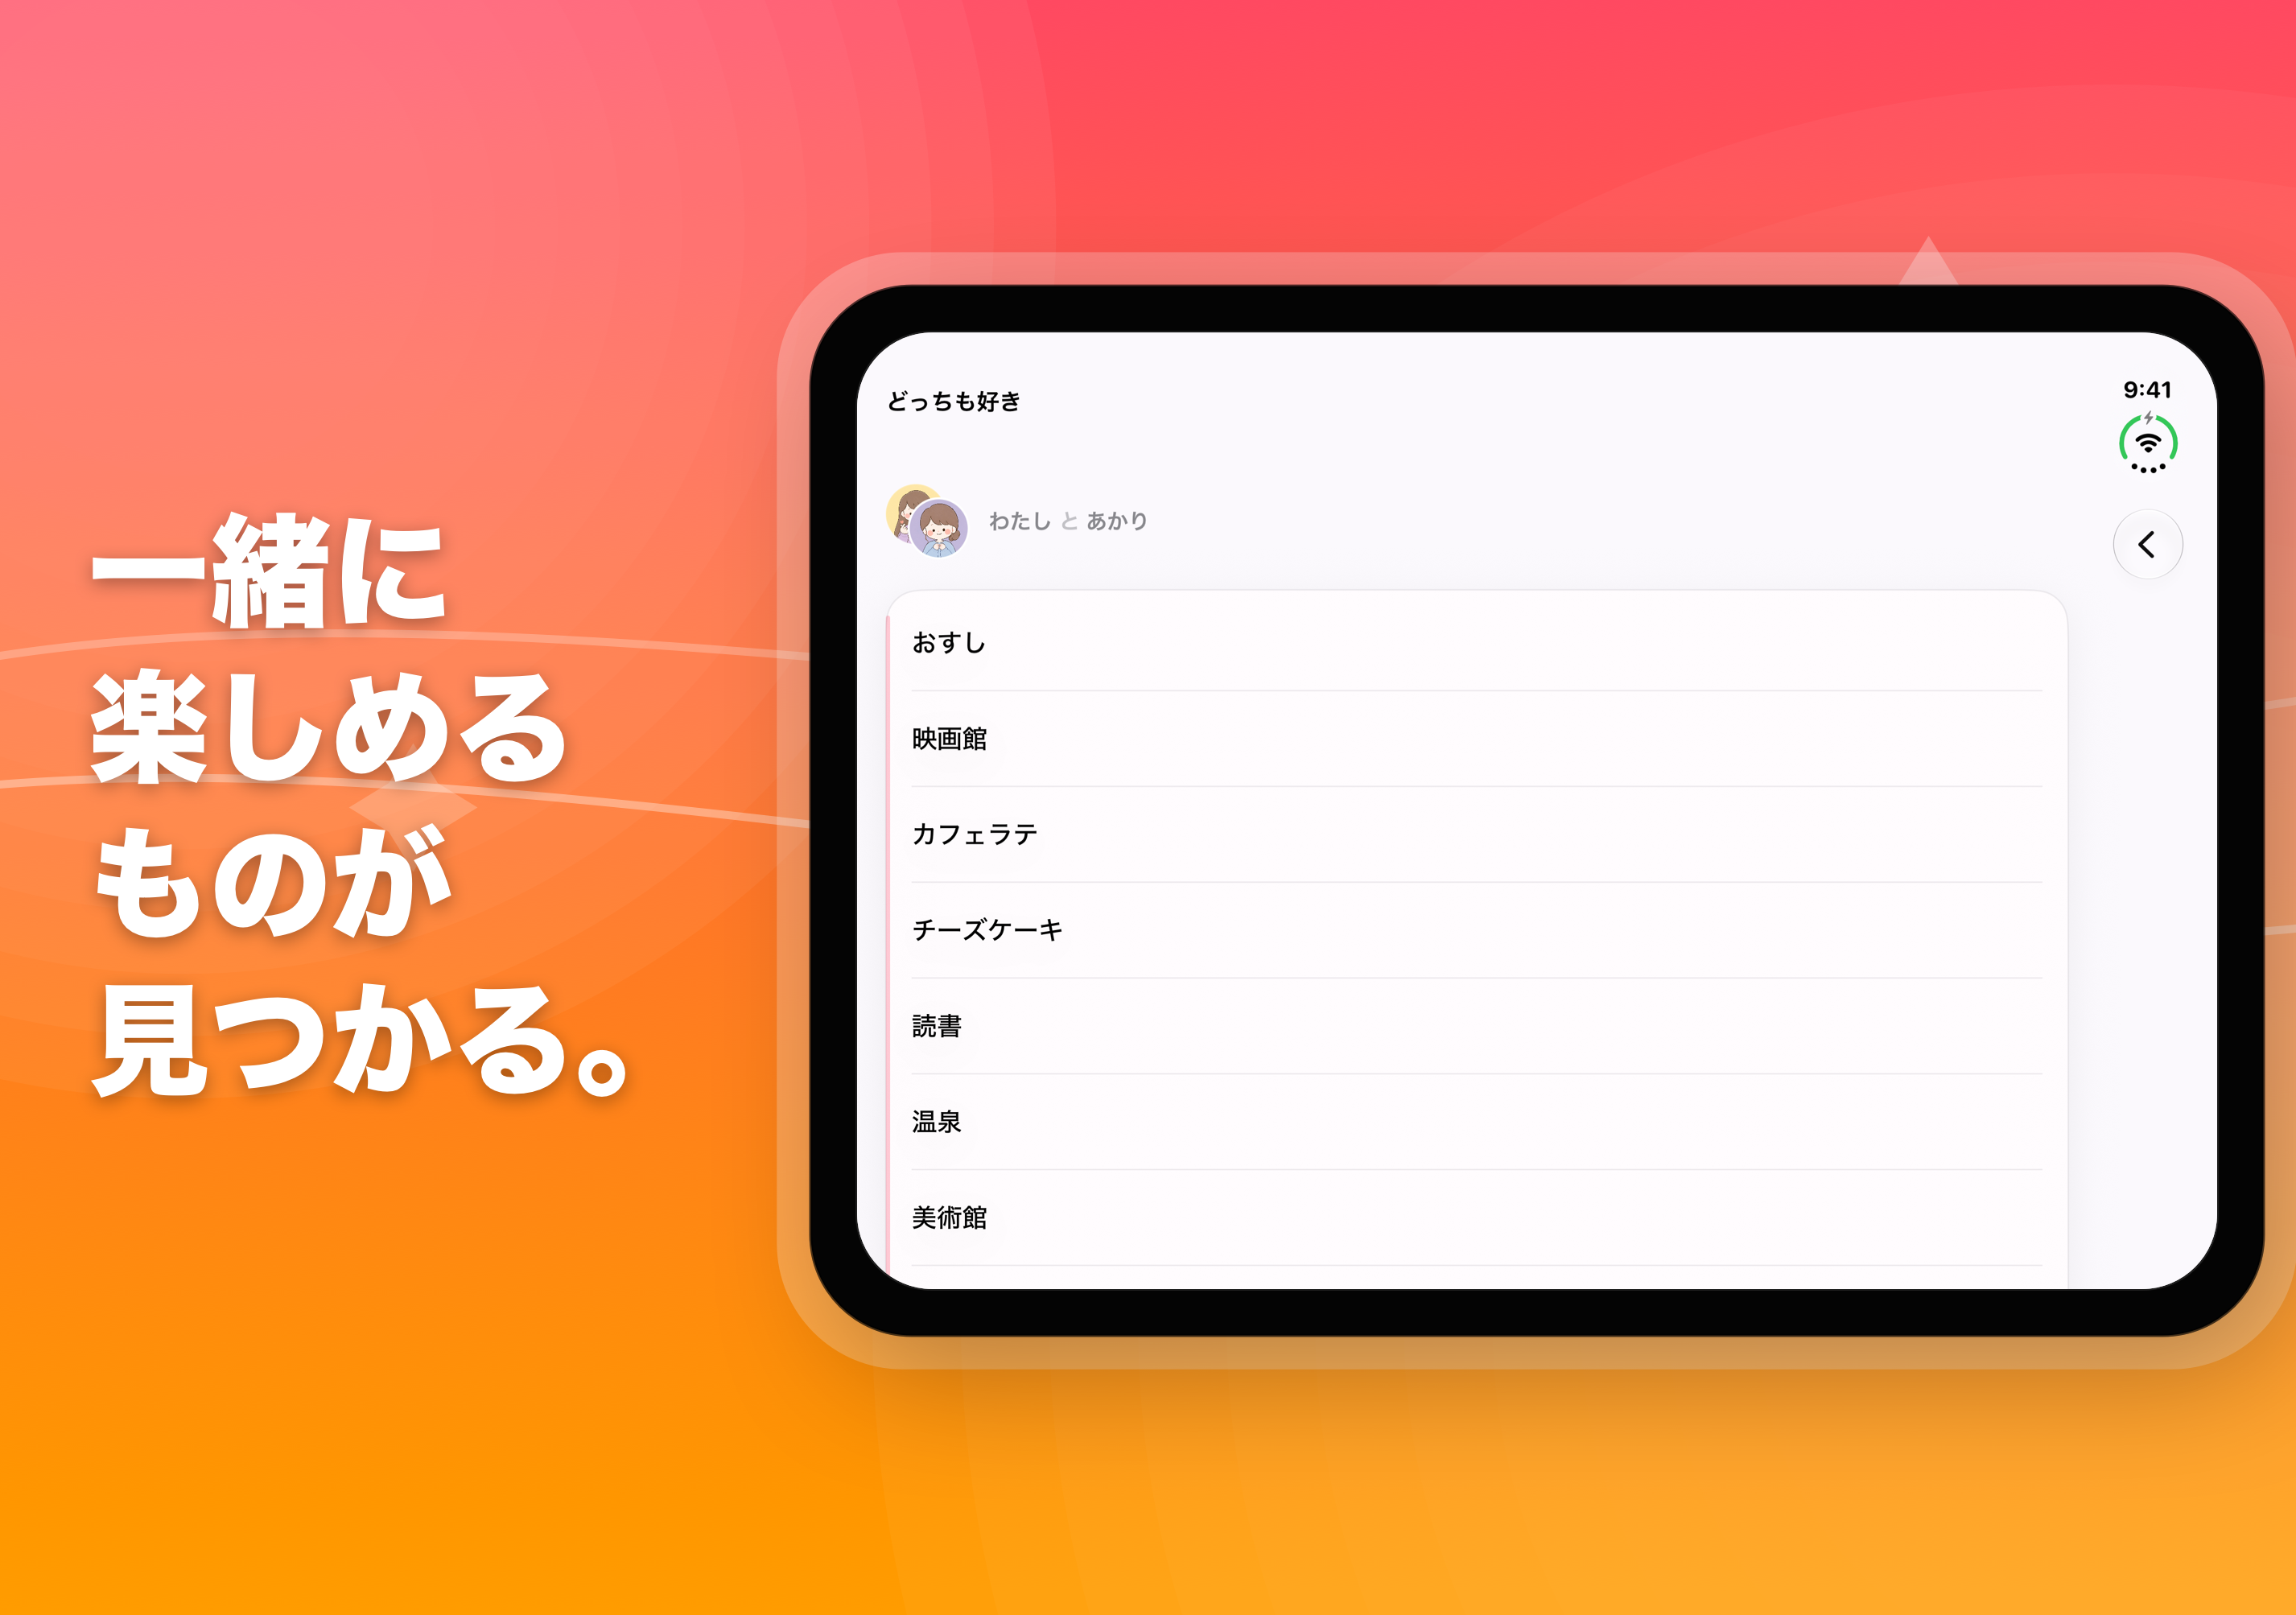 一緒に
楽しめる
ものが
見つかる。
どっちも好き
9:41
わたし と あかり
おすし
映画館
カフェラテ
チーズケーキ
読書
温泉
美術館